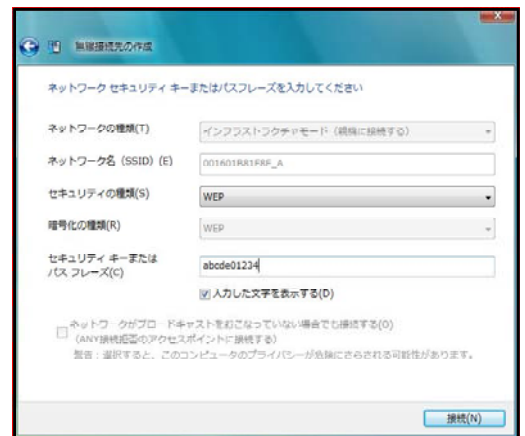 無線接続先の作成
ネットワーク セキュリティ キーまたはパスフレーズを入力してください
ネットワークの種類(T)
インフラストラクチャモード（親機に接続する）
ネットワーク名（SSID）(E)
001601B81E8E_A
セキュリティの種類(S)
WEP
暗号化の種類(R)
WEP
セキュリティ キーまたは
パス フレーズ(C)
abcde01234
入力した文字を表示する(D)
ネットワークがブロードキャストをおこなっていない場合でも接続する(O)
（ANY接続拒否のアクセスポイントに接続する）
警告：選択すると、このコンピュータのプライバシーが危険にさらされる可能性があります。
接続(N)